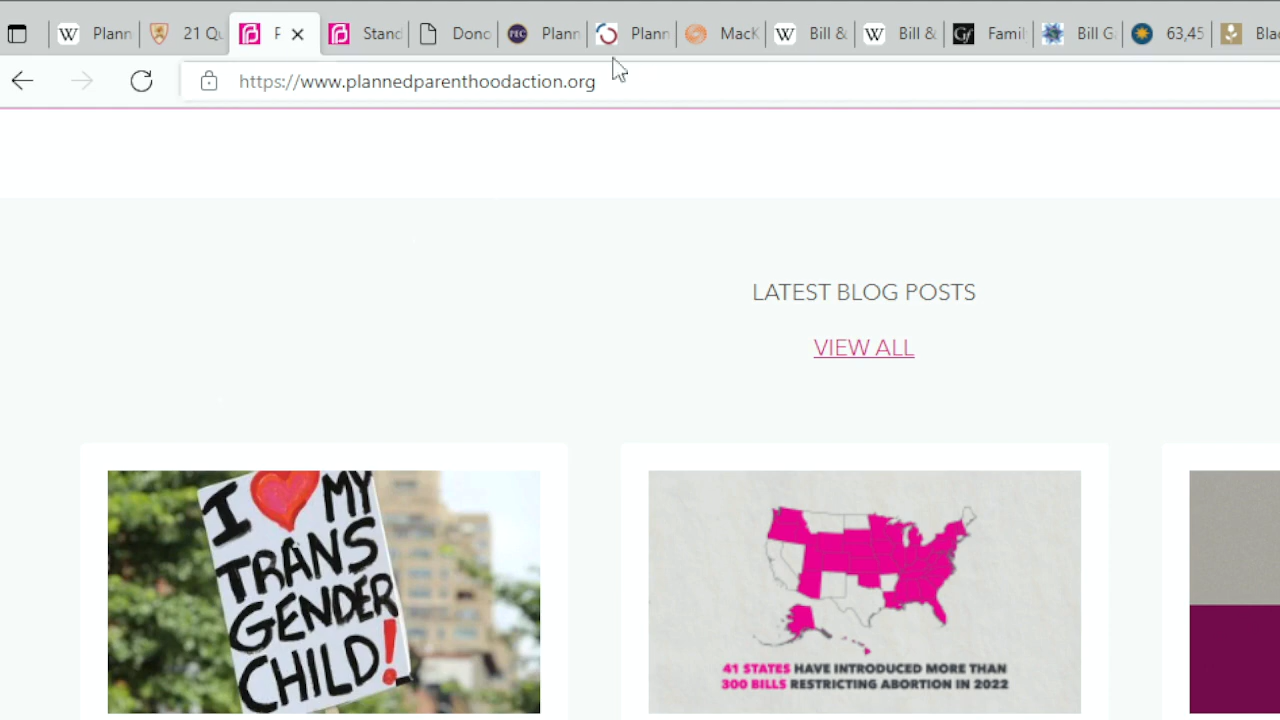 Plann
21 Qu
F
Stand
Dono
Plann
Plann
MacK
Bill &
Bill &
Gf
Famil
Bill G
63,45
Blac
https://www.plannedparenthoodaction.org
LATEST BLOG POSTS
VIEW ALL
I MY
TRANS
GENDER
CHILD!
41 STATES HAVE INTRODUCED MORE THAN
300 BILLS RESTRICTING ABORTION IN 2022